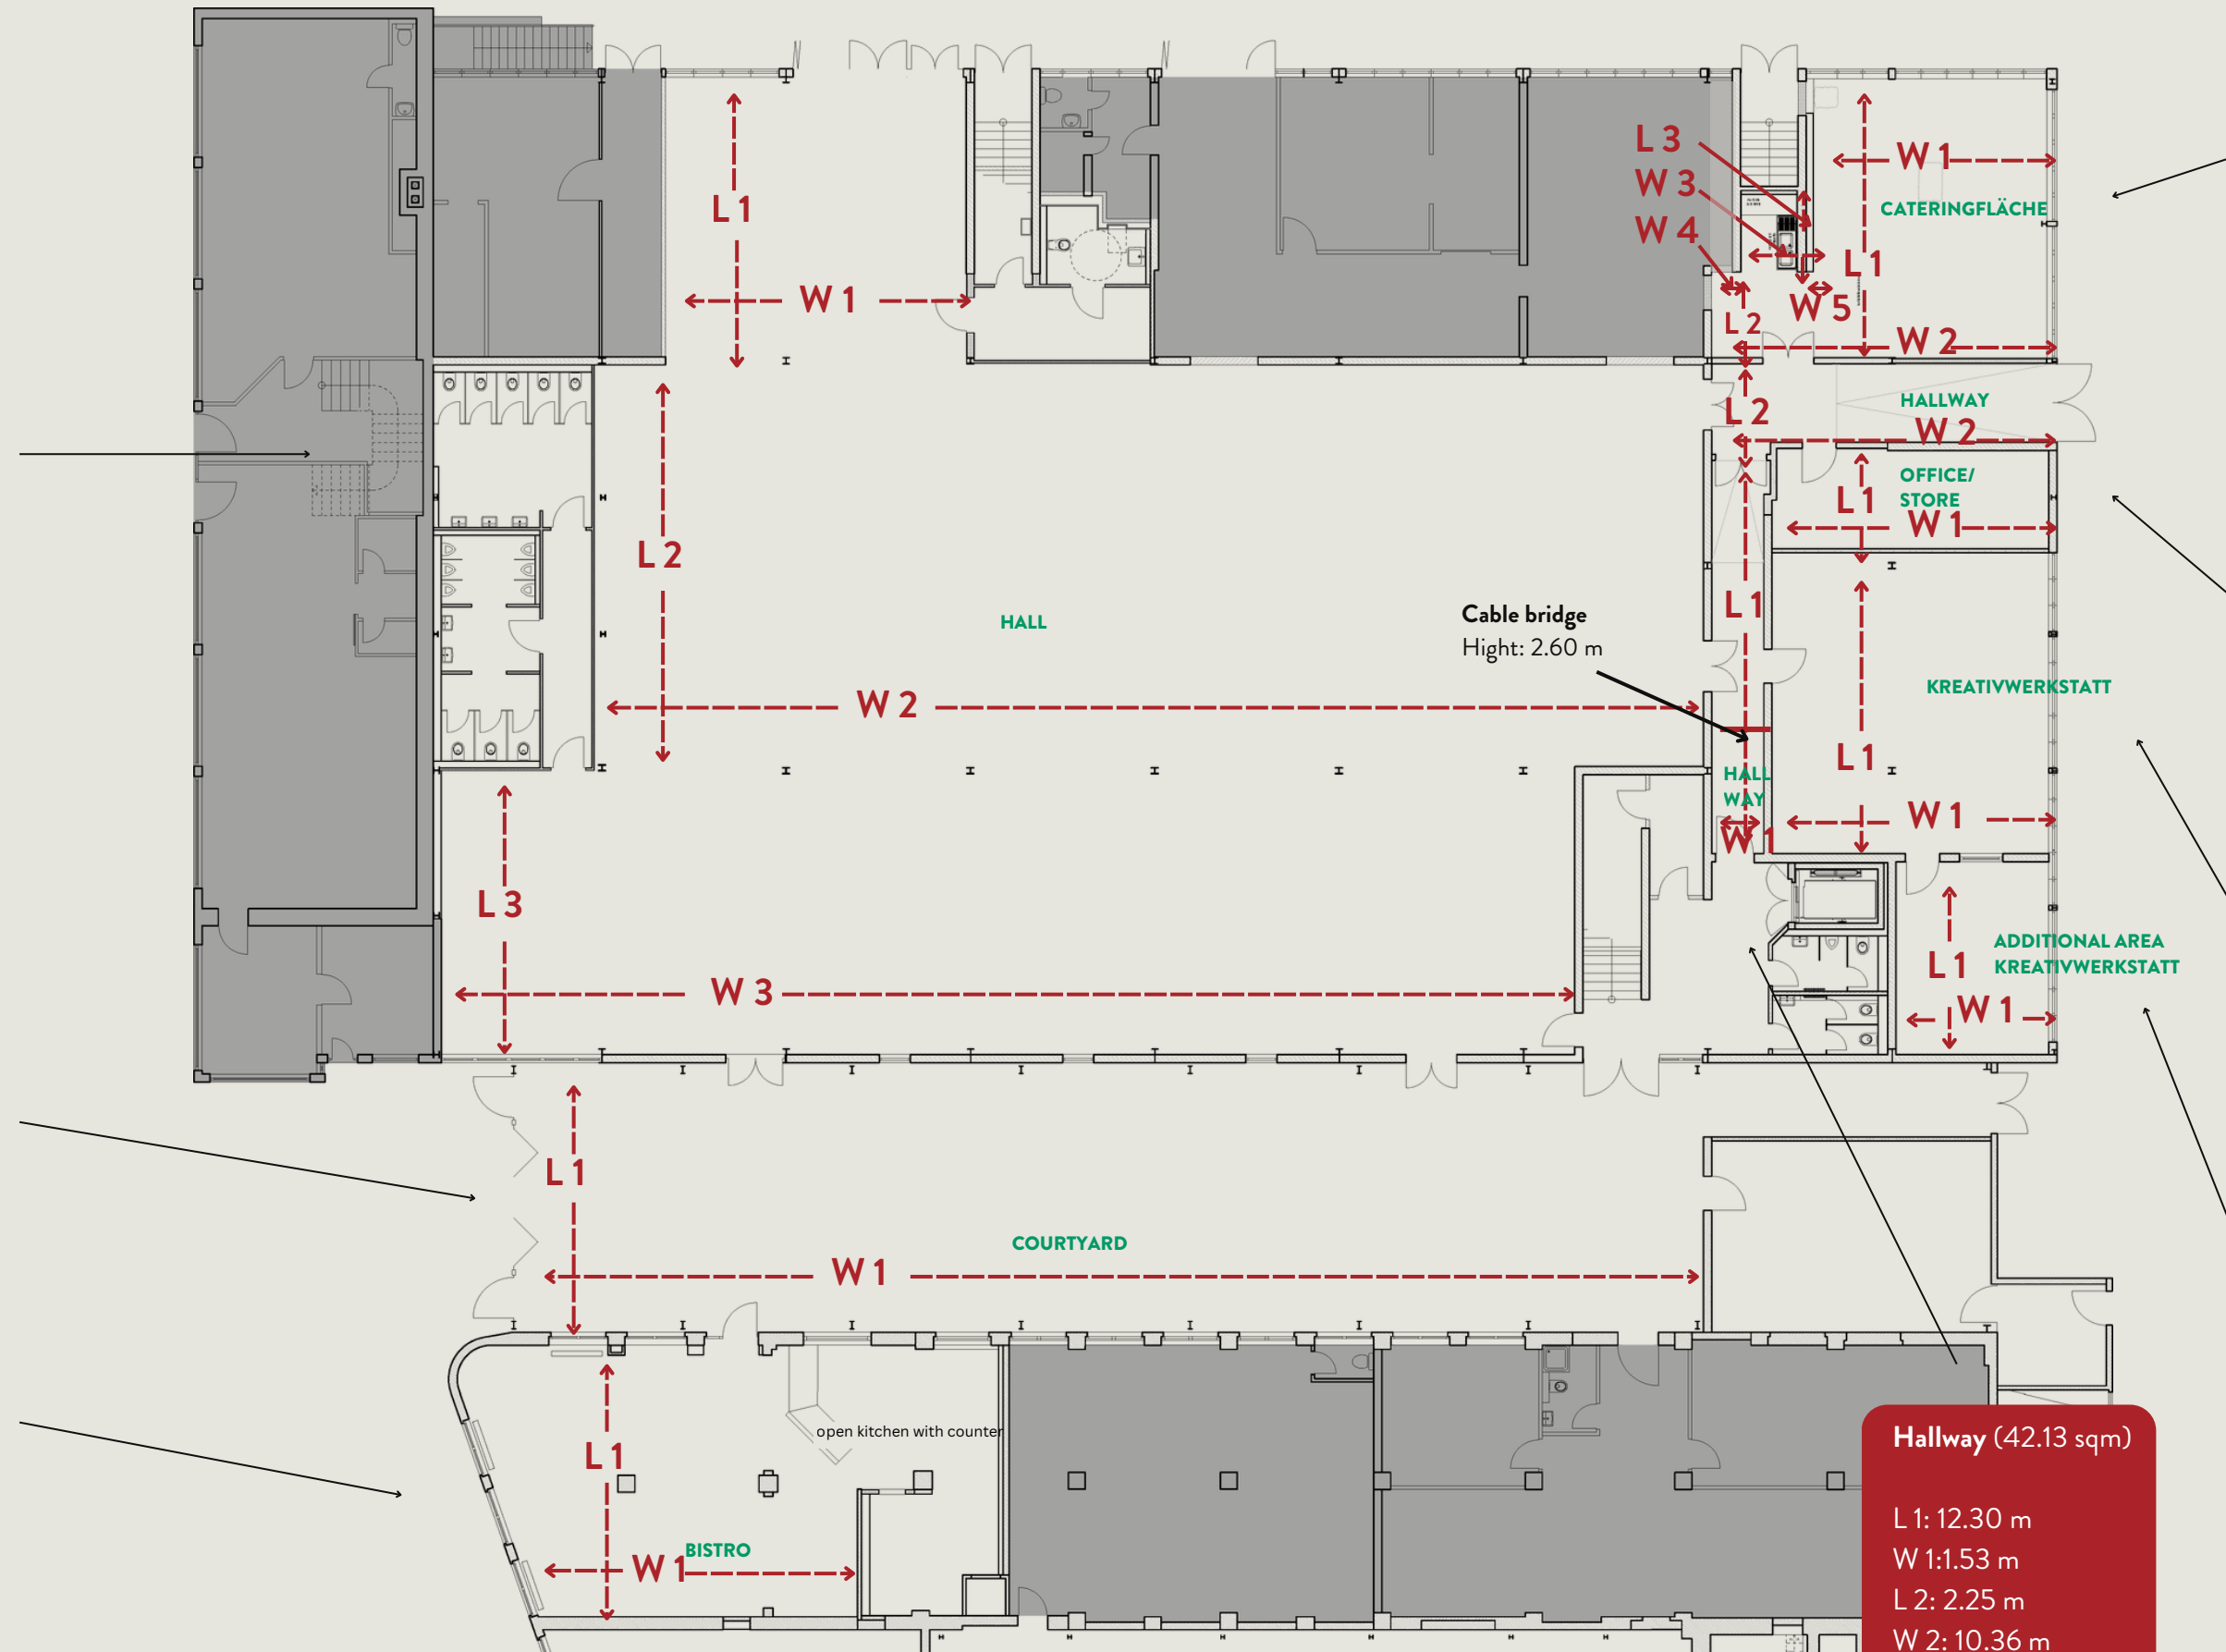 L 3
W 1
W 3
CATERINGFLÄCHE
L 1
W 4
L 1
W 1
W 5
L 2
W 2
HALLWAY
L 2
W 2
OFFICE/
STORE
L 1
W 1
L 2
L 1
Cable bridge
Hight: 2.60 m
HALL
KREATIVWERKSTATT
W 2
L 1
HALL
WAY
W 1
W 1
L 3
ADDITIONAL AREA
KREATIVWERKSTATT
L 1
W 3
W 1
L 1
COURTYARD
W 1
open kitchen with counter
L 1
BISTRO
W 1
Hallway (42.13 sqm)
L 1: 12.30 m
W 1:1.53 m
L 2: 2.25 m
W 2: 10.36 m